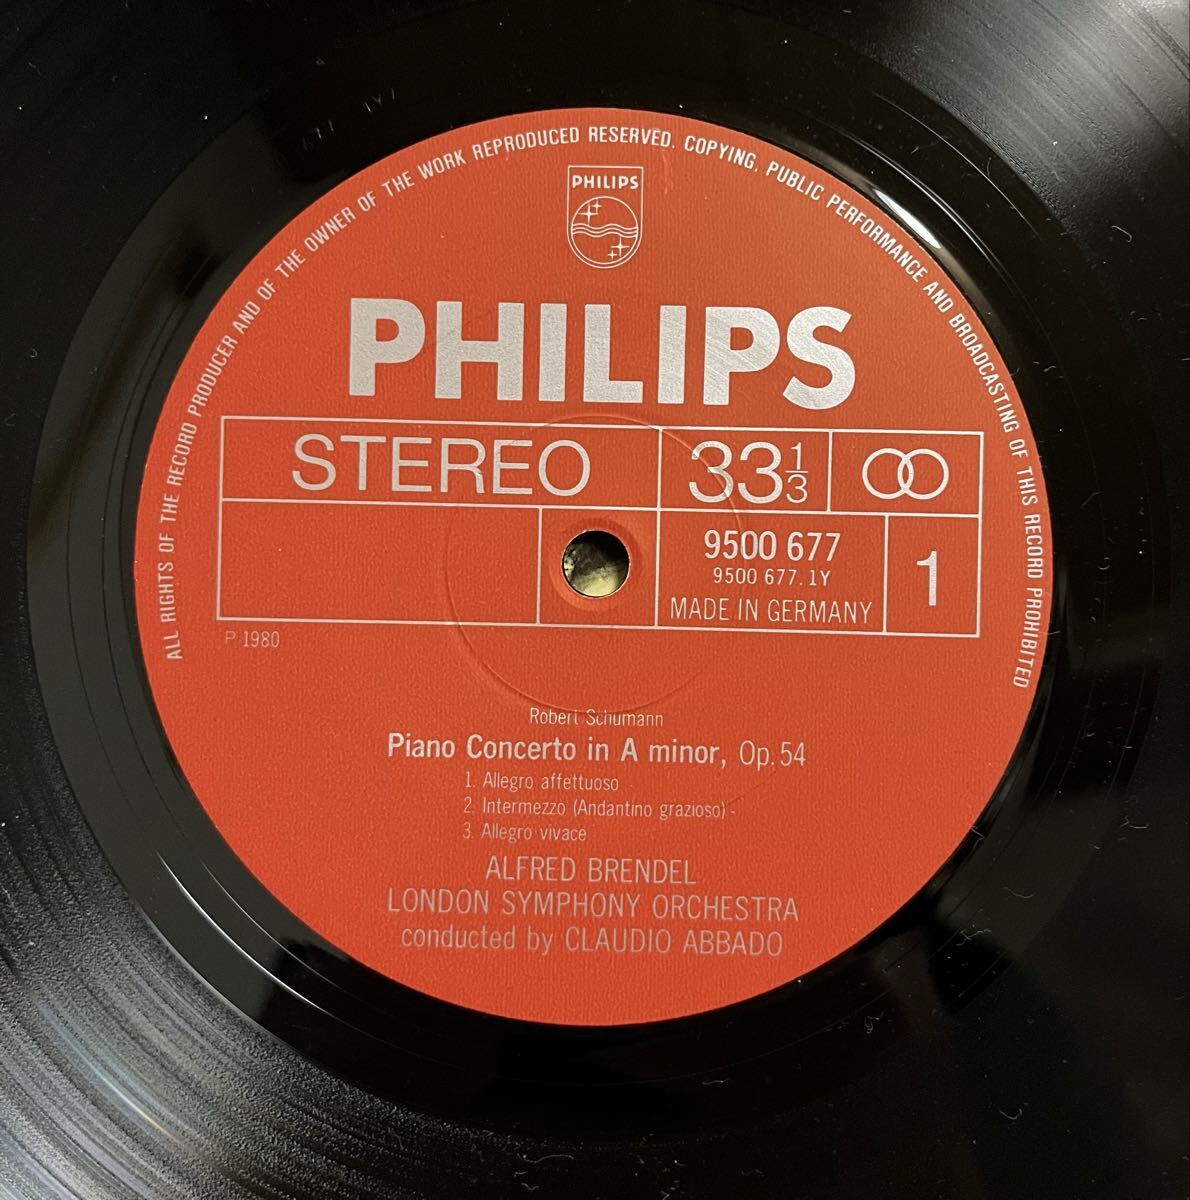 ALL RIGHTS OF THE RECORD PRODUCER AND OF THE OWNER OF THE WORK REPRODUCED RESERVED. COPYING, PUBLIC PERFORMANCE AND BROADCASTING OF THIS RECORD PROHIBITED
PHILIPS
PHILIPS
STEREO
33 1/3
9500 677
9500 677.1Y
MADE IN GERMANY
1
P 1980
Robert Schumann
Piano Concerto in A minor, Op. 54
1. Allegro affettuoso
2. Intermezzo (Andantino grazioso) -
3. Allegro vivace
ALFRED BRENDEL
LONDON SYMPHONY ORCHESTRA
conducted by CLAUDIO ABBADO